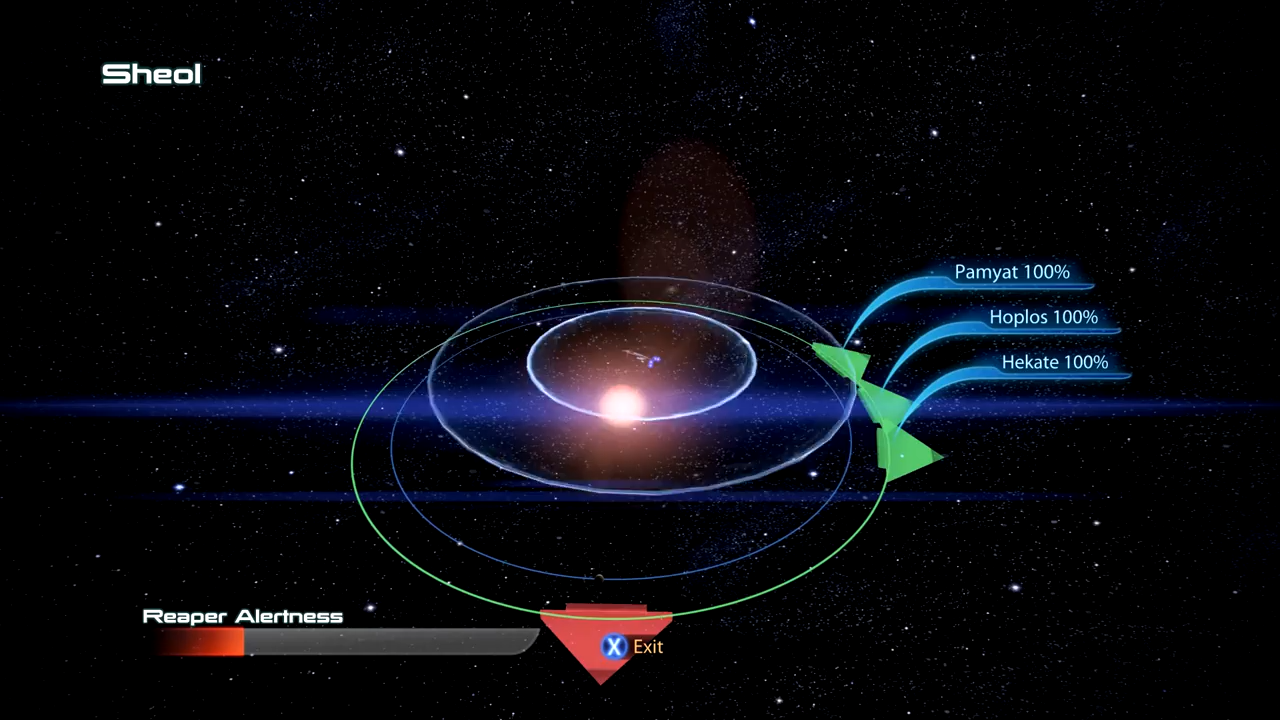 Sheol
Pamyat 100%
Hoplos 100%
Hekate 100%
Reaper Alertness
X Exit